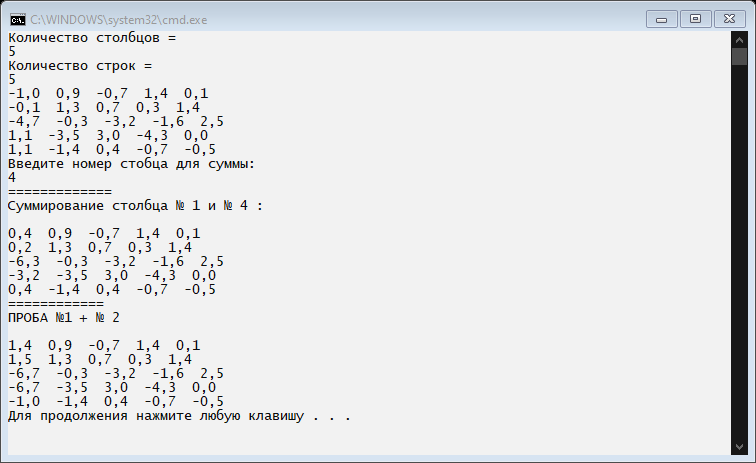 C:\WINDOWS\system32\cmd.exe
Количество столбцов =
5
Количество строк =
5
-1,0  0,9  -0,7  1,4  0,1
-0,1  1,3  0,7  0,3  1,4
-4,7  -0,3  -3,2  -1,6  2,5
1,1  -3,5  3,0  -4,3  0,0
1,1  -1,4  0,4  -0,7  -0,5
Введите номер стобца для суммы:
4
=============
Суммирование столбца № 1 и № 4 :
0,4  0,9  -0,7  1,4  0,1
0,2  1,3  0,7  0,3  1,4
-6,3  -0,3  -3,2  -1,6  2,5
-3,2  -3,5  3,0  -4,3  0,0
0,4  -1,4  0,4  -0,7  -0,5
============
ПРОБА №1 + № 2
1,4  0,9  -0,7  1,4  0,1
1,5  1,3  0,7  0,3  1,4
-6,7  -0,3  -3,2  -1,6  2,5
-6,7  -3,5  3,0  -4,3  0,0
-1,0  -1,4  0,4  -0,7  -0,5
Для продолжения нажмите любую клавишу . . .